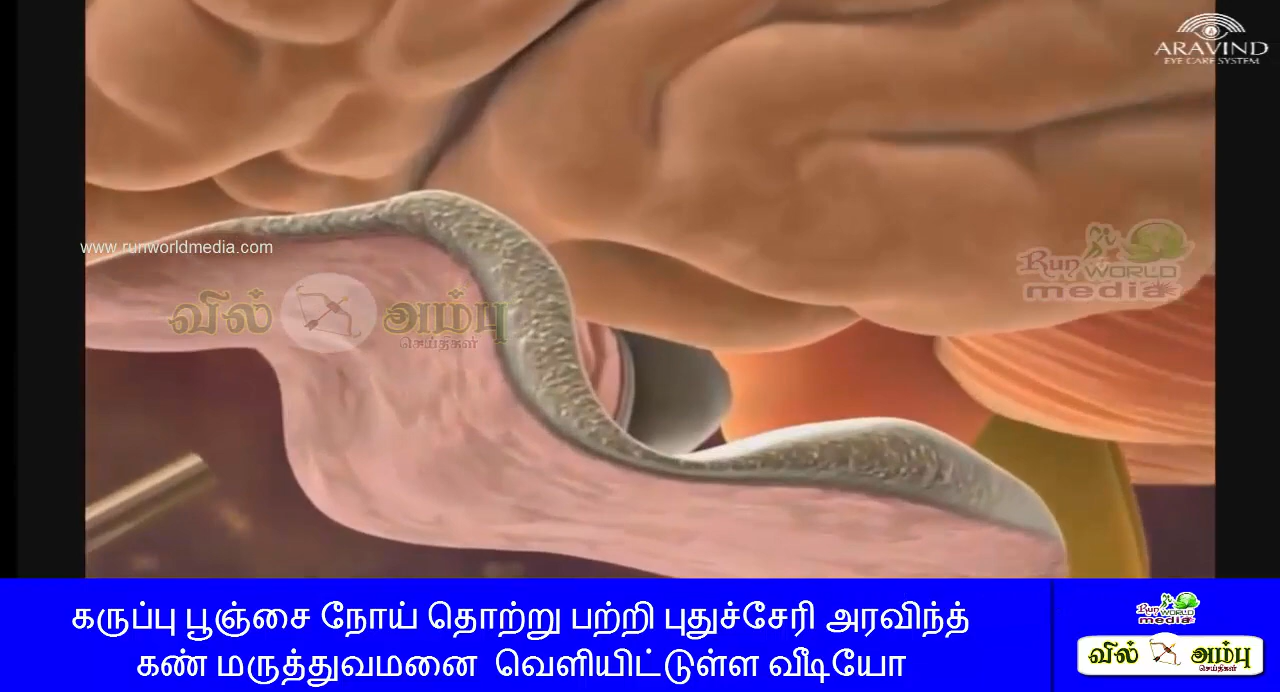 ARAVIND
EYE CARE SYSTEM
www.runworldmedia.com
Run WORLD
media
வில் அம்பு
செய்திகள்
கருப்பு பூஞ்சை நோய் தொற்று பற்றி புதுச்சேரி அரவிந்த்
கண் மருத்துவமனை வெளியிட்டுள்ள வீடியோ
Run WORLD
media
வில் அம்பு
செய்திகள்